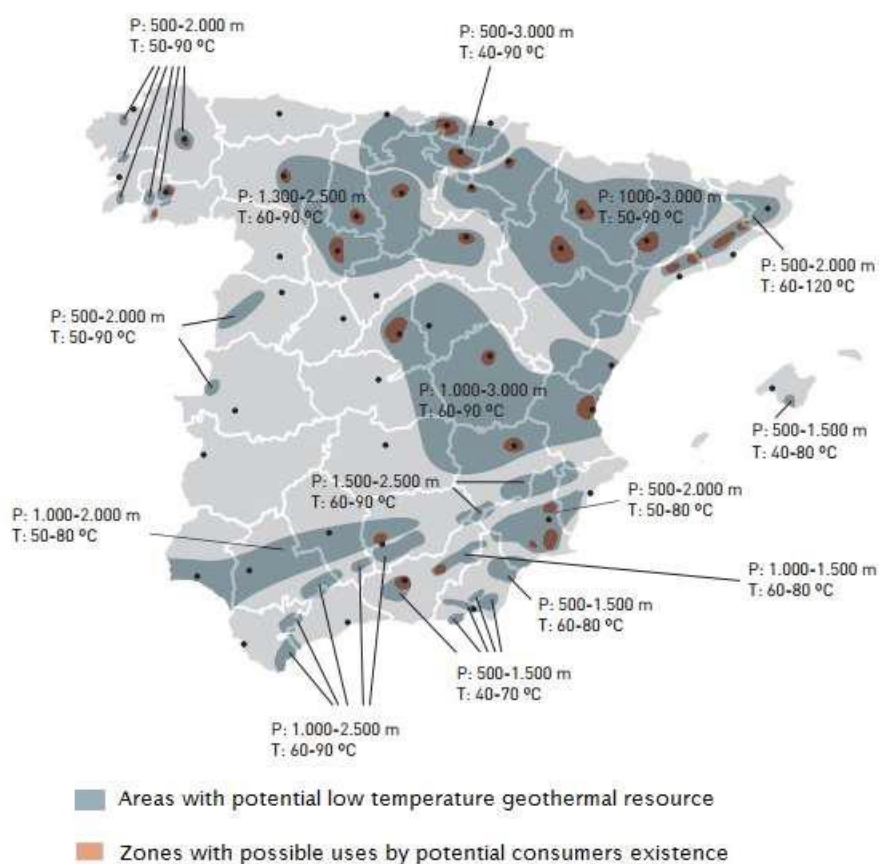 P: 500-2.000 m
T: 50-90 ºC
P: 500-3.000 m
T: 40-90 ºC
P: 1.300-2.500 m
T: 60-90 ºC
P: 1000-3.000 m
T: 50-90 ºC
P: 500-2.000 m
T: 60-120 ºC
P: 500-2.000 m
T: 50-90 ºC
P: 1.000-3.000 m
T: 60-90 ºC
P: 500-1.500 m
T: 40-80 ºC
P: 1.500-2.500 m
T: 60-90 ºC
P: 500-2.000 m
T: 50-80 ºC
P: 1.000-2.000 m
T: 50-80 ºC
P: 1.000-1.500 m
T: 60-80 ºC
P: 500-1.500 m
T: 60-80 ºC
P: 500-1.500 m
T: 40-70 ºC
P: 1.000-2.500 m
T: 60-90 ºC
Areas with potential low temperature geothermal resource
Zones with possible uses by potential consumers existence